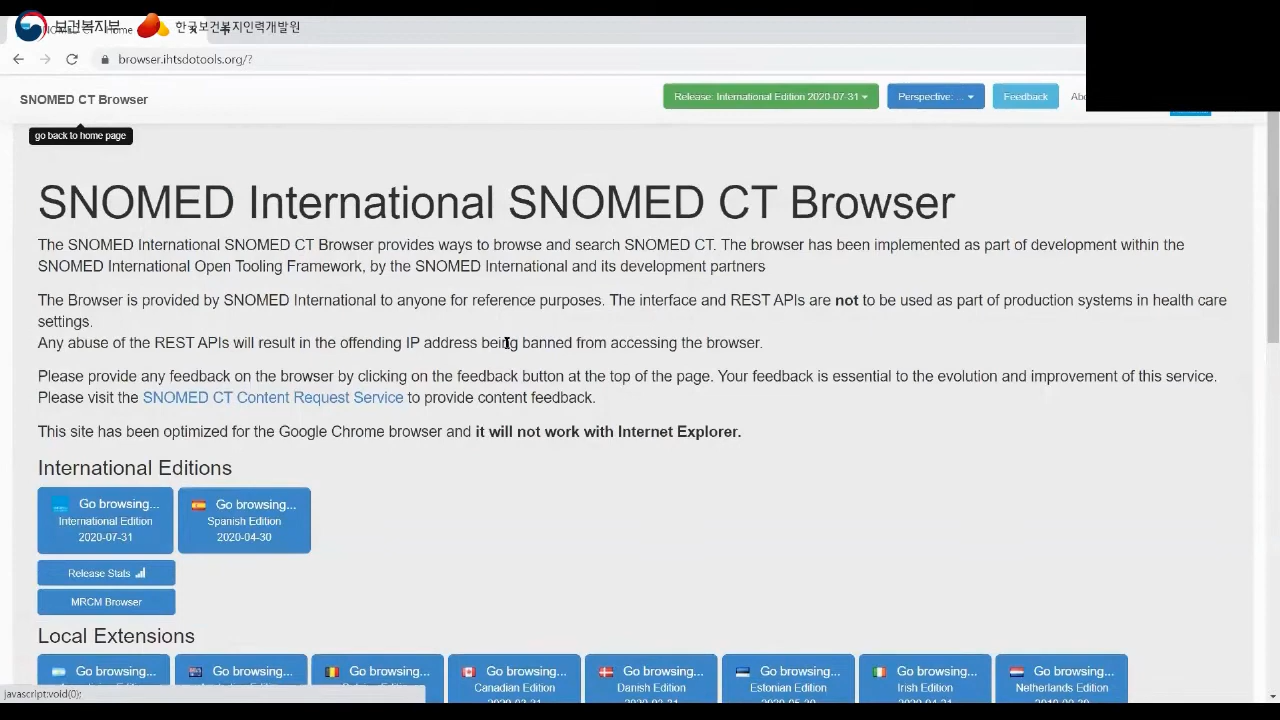 보건복지부
한국보건복지인력개발원
Home
browser.ihtsdotools.org/?
SNOMED CT Browser
Release: International Edition 2020-07-31
Perspective: ...
Feedback
go back to home page
SNOMED International SNOMED CT Browser
The SNOMED International SNOMED CT Browser provides ways to browse and search SNOMED CT. The browser has been implemented as part of development within the
SNOMED International Open Tooling Framework, by the SNOMED International and its development partners
The Browser is provided by SNOMED International to anyone for reference purposes. The interface and REST APIs are not to be used as part of production systems in health care
settings.
Any abuse of the REST APIs will result in the offending IP address being banned from accessing the browser.
Please provide any feedback on the browser by clicking on the feedback button at the top of the page. Your feedback is essential to the evolution and improvement of this service.
Please visit the SNOMED CT Content Request Service to provide content feedback.
This site has been optimized for the Google Chrome browser and it will not work with Internet Explorer.
International Editions
Go browsing... Go browsing...
International Edition Spanish Edition
2020-07-31 2020-04-30
Release Stats
MRCM Browser
Local Extensions
Go browsing... Go browsing... Go browsing... Go browsing... Go browsing... Go browsing... Go browsing... Go browsing...
Canadian Edition Danish Edition Estonian Edition Irish Edition Netherlands Edition
javascript:void(0);